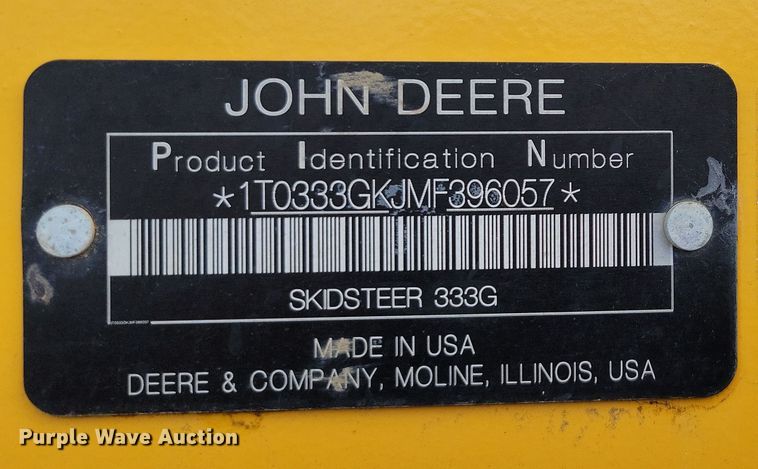 JOHN DEERE
Product Identification Number
*1T0333GKJMF396057*
SKIDSTEER 333G
1T0333GKJMF396057
MADE IN USA
DEERE & COMPANY, MOLINE, ILLINOIS, USA
Purple Wave Auction